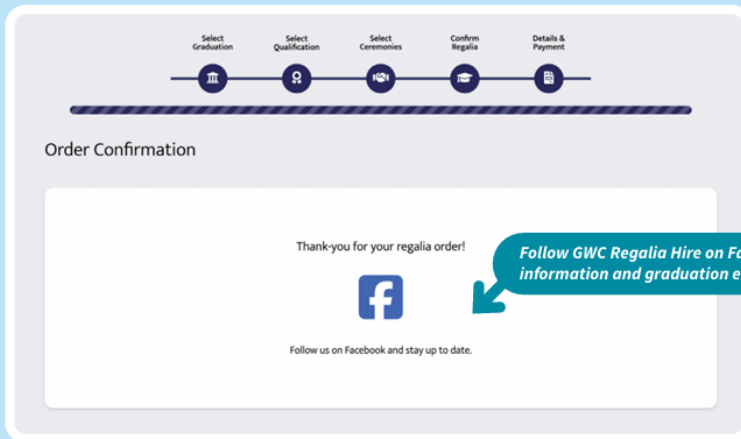 Select
Graduation
Select
Qualification
Select
Ceremonies
Confirm
Regalia
Details &
Payment
Order Confirmation
Thank-you for your regalia order!
Follow GWC Regalia Hire on
information and graduation
Follow us on Facebook and stay up to date.